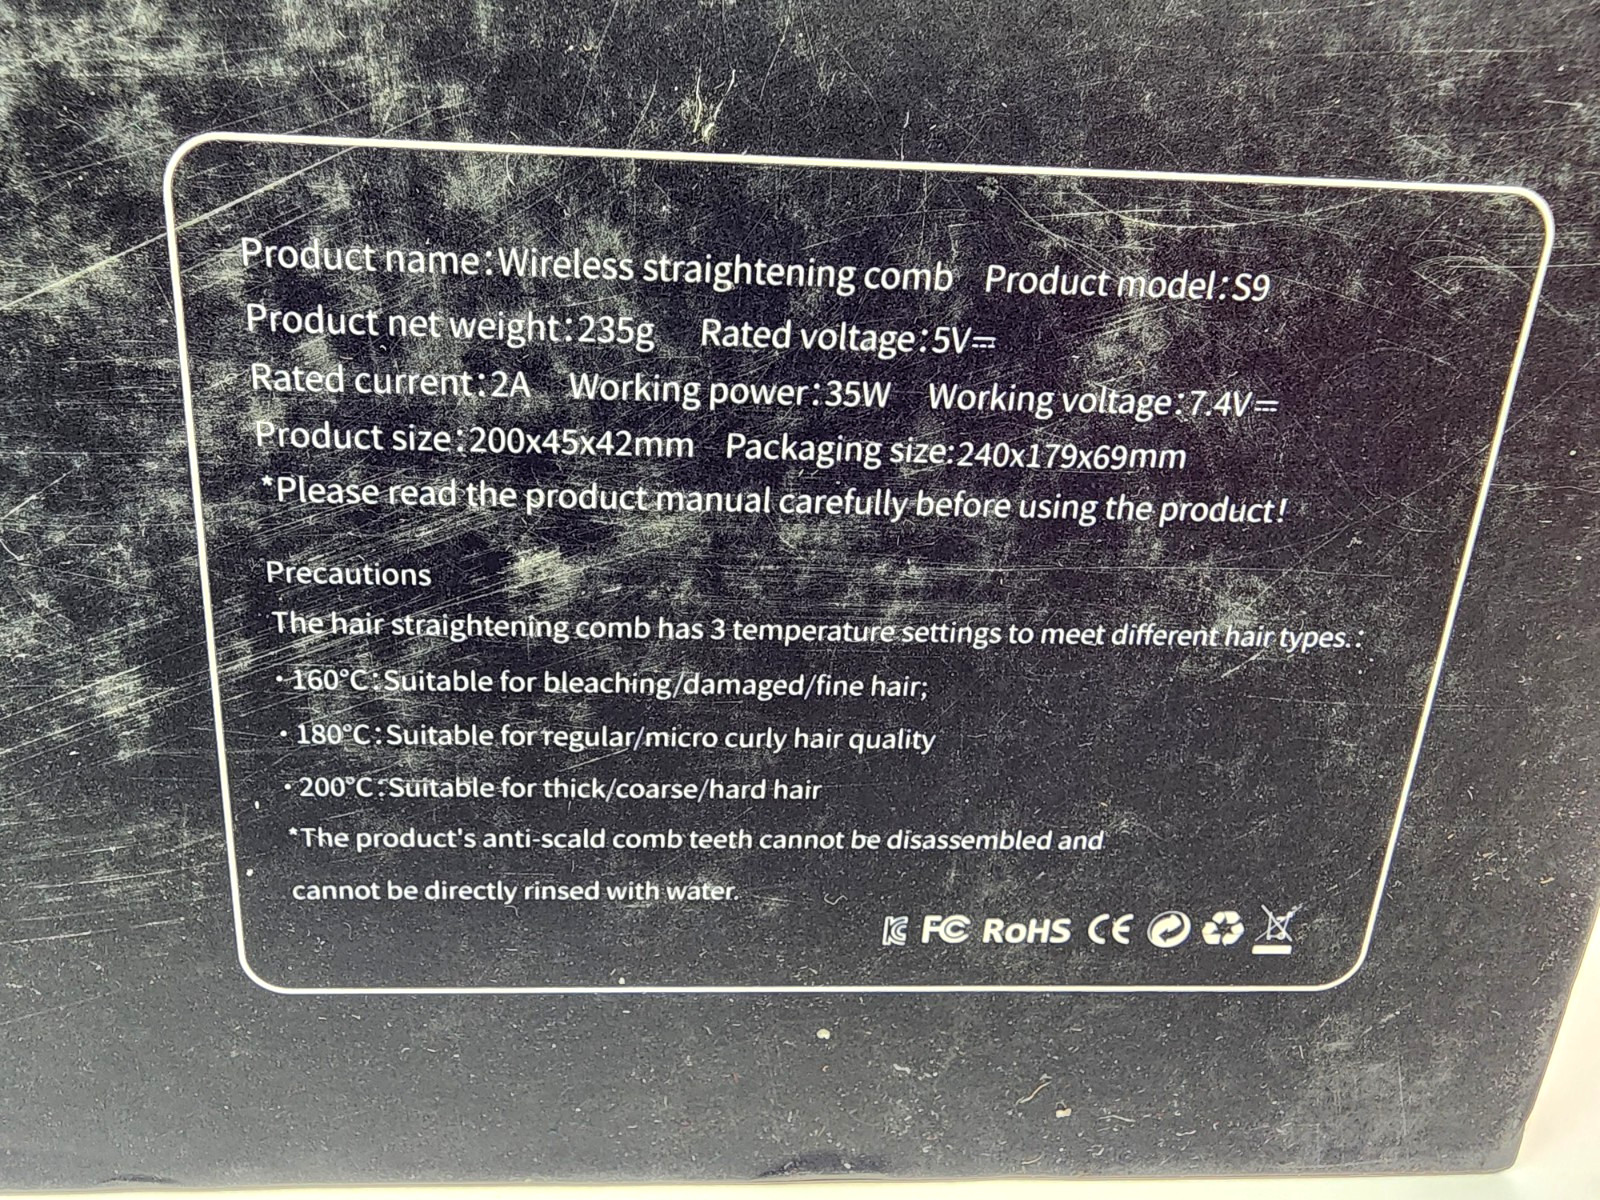 Product name:Wireless straightening comb Product model:S9
Product net weight:235g Rated voltage:5V⎓
Rated current:2A Working power:35W Working voltage:7.4V⎓
Product size:200x45x42mm Packaging size:240x179x69mm
*Please read the product manual carefully before using the product!
Precautions
The hair straightening comb has 3 temperature settings to meet different hair types.:
· 160°C:Suitable for bleaching/damaged/fine hair;
· 180°C:Suitable for regular/micro curly hair quality
· 200°C:Suitable for thick/coarse/hard hair
*The product's anti-scald comb teeth cannot be disassembled and
cannot be directly rinsed with water.
KC FC RoHS CE